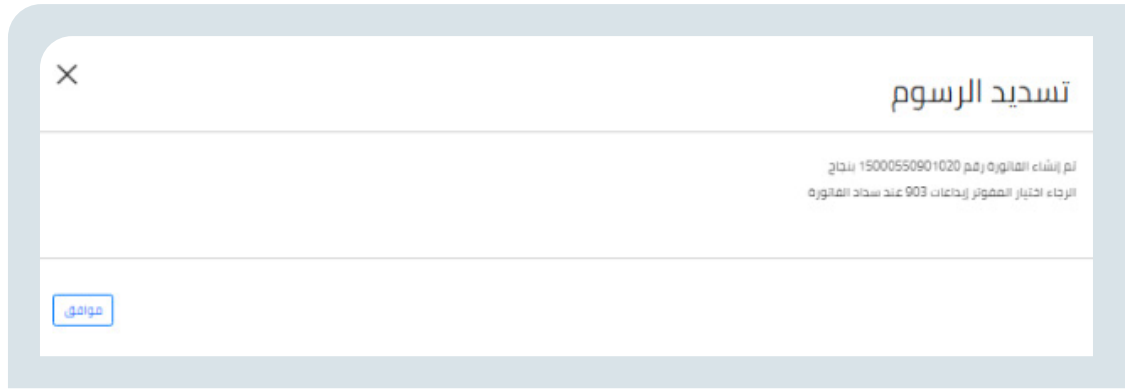 تسديد الرسوم
تم إنشاء الفاتورة رقم 15000550901020 بنجاح
الرجاء اختيار المفوتر إيداعات 903 عند سداد الفاتورة
موافق